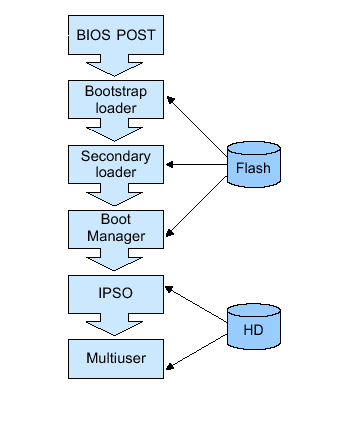 BIOS POST
Bootstrap
loader
Secondary
loader
Flash
Boot
Manager
IPSO
HD
Multiuser